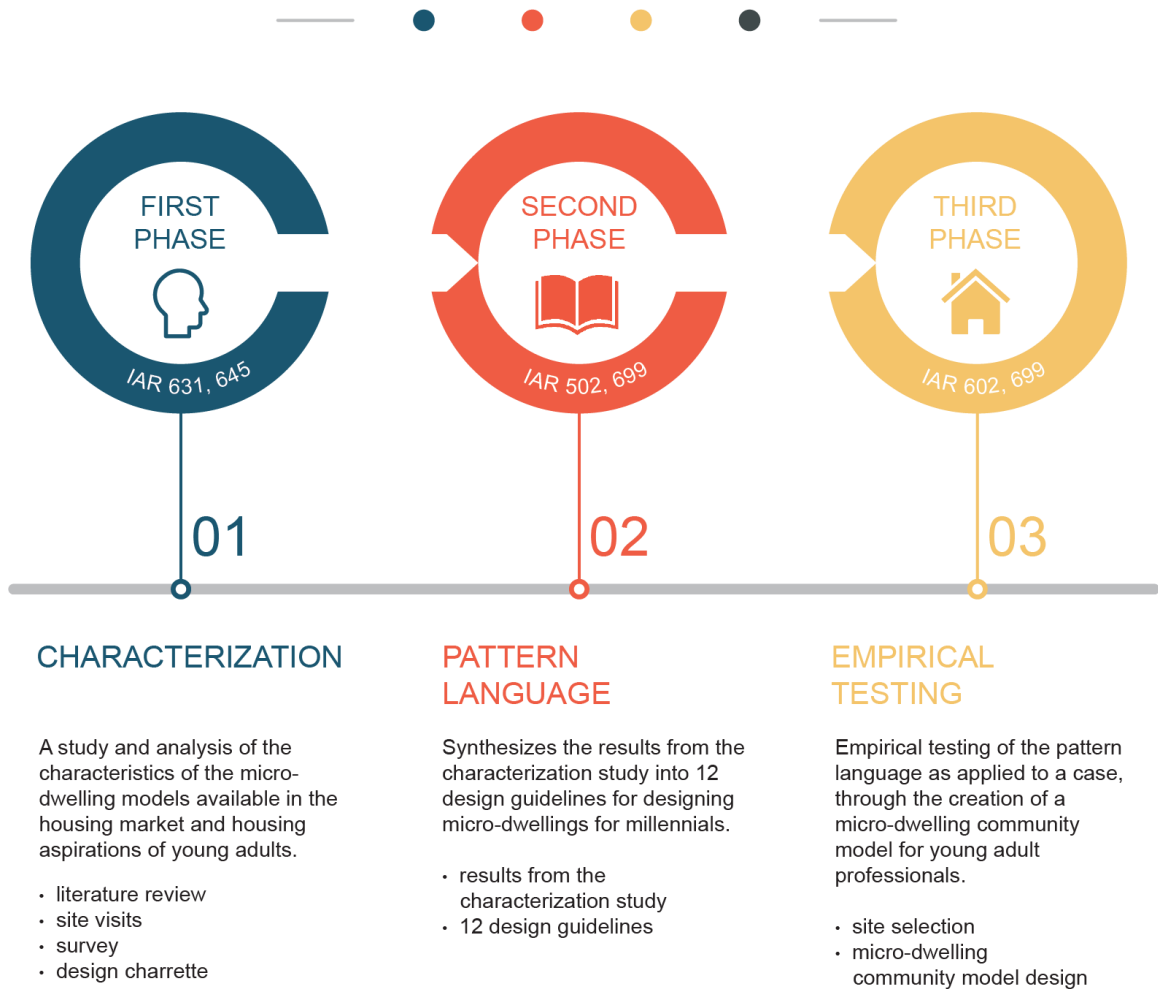 FIRST
PHASE
IAR 631, 645
01
SECOND
PHASE
IAR 502, 699
02
THIRD
PHASE
IAR 602, 699
03
CHARACTERIZATION
A study and analysis of the
characteristics of the micro-
dwelling models available in the
housing market and housing
aspirations of young adults.
• literature review
• site visits
• survey
• design charrette
PATTERN
LANGUAGE
Synthesizes the results from the
characterization study into 12
design guidelines for designing
micro-dwellings for millennials.
• results from the
characterization study
• 12 design guidelines
EMPIRICAL
TESTING
Empirical testing of the pattern
language as applied to a case,
through the creation of a
micro-dwelling community
model for young adult
professionals.
• site selection
• micro-dwelling
community model design